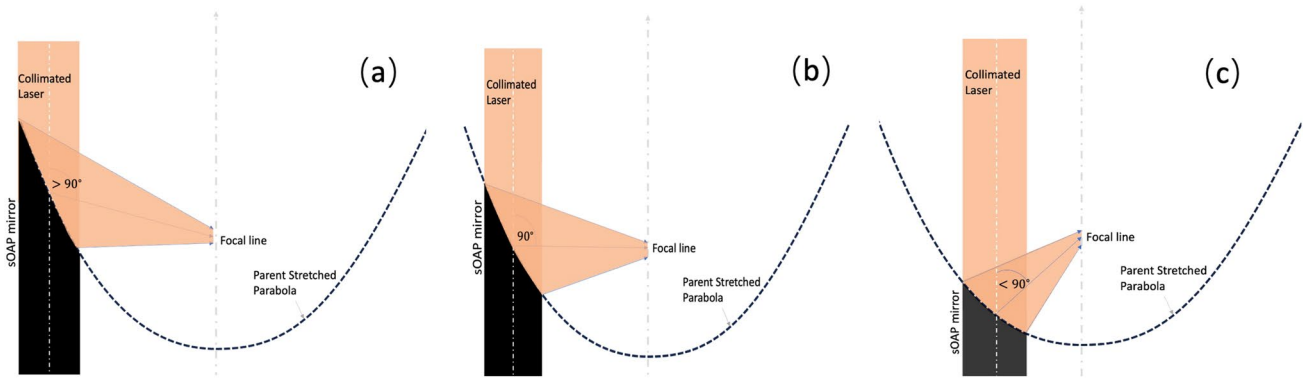 (a)
Collimated
Laser
> 90°
sOAP mirror
Focal line
Parent Stretched
Parabola
(b)
Collimated
Laser
90°
sOAP mirror
Focal line
Parent Stretched
Parabola
(c)
Collimated
Laser
< 90°
sOAP mirror
Focal line
Parent Stretched
Parabola